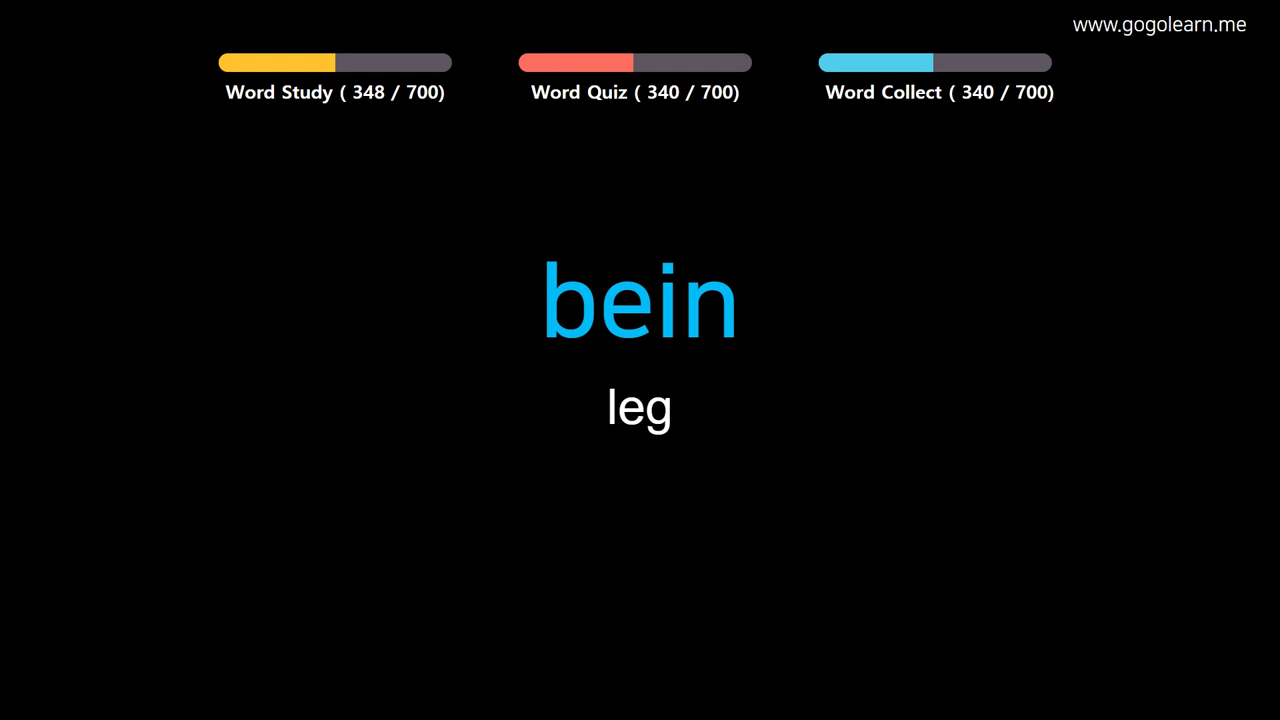 www.gogolearn.me
Word Study ( 348 / 700)
Word Quiz ( 340 / 700)
Word Collect ( 340 / 700)
bein
leg